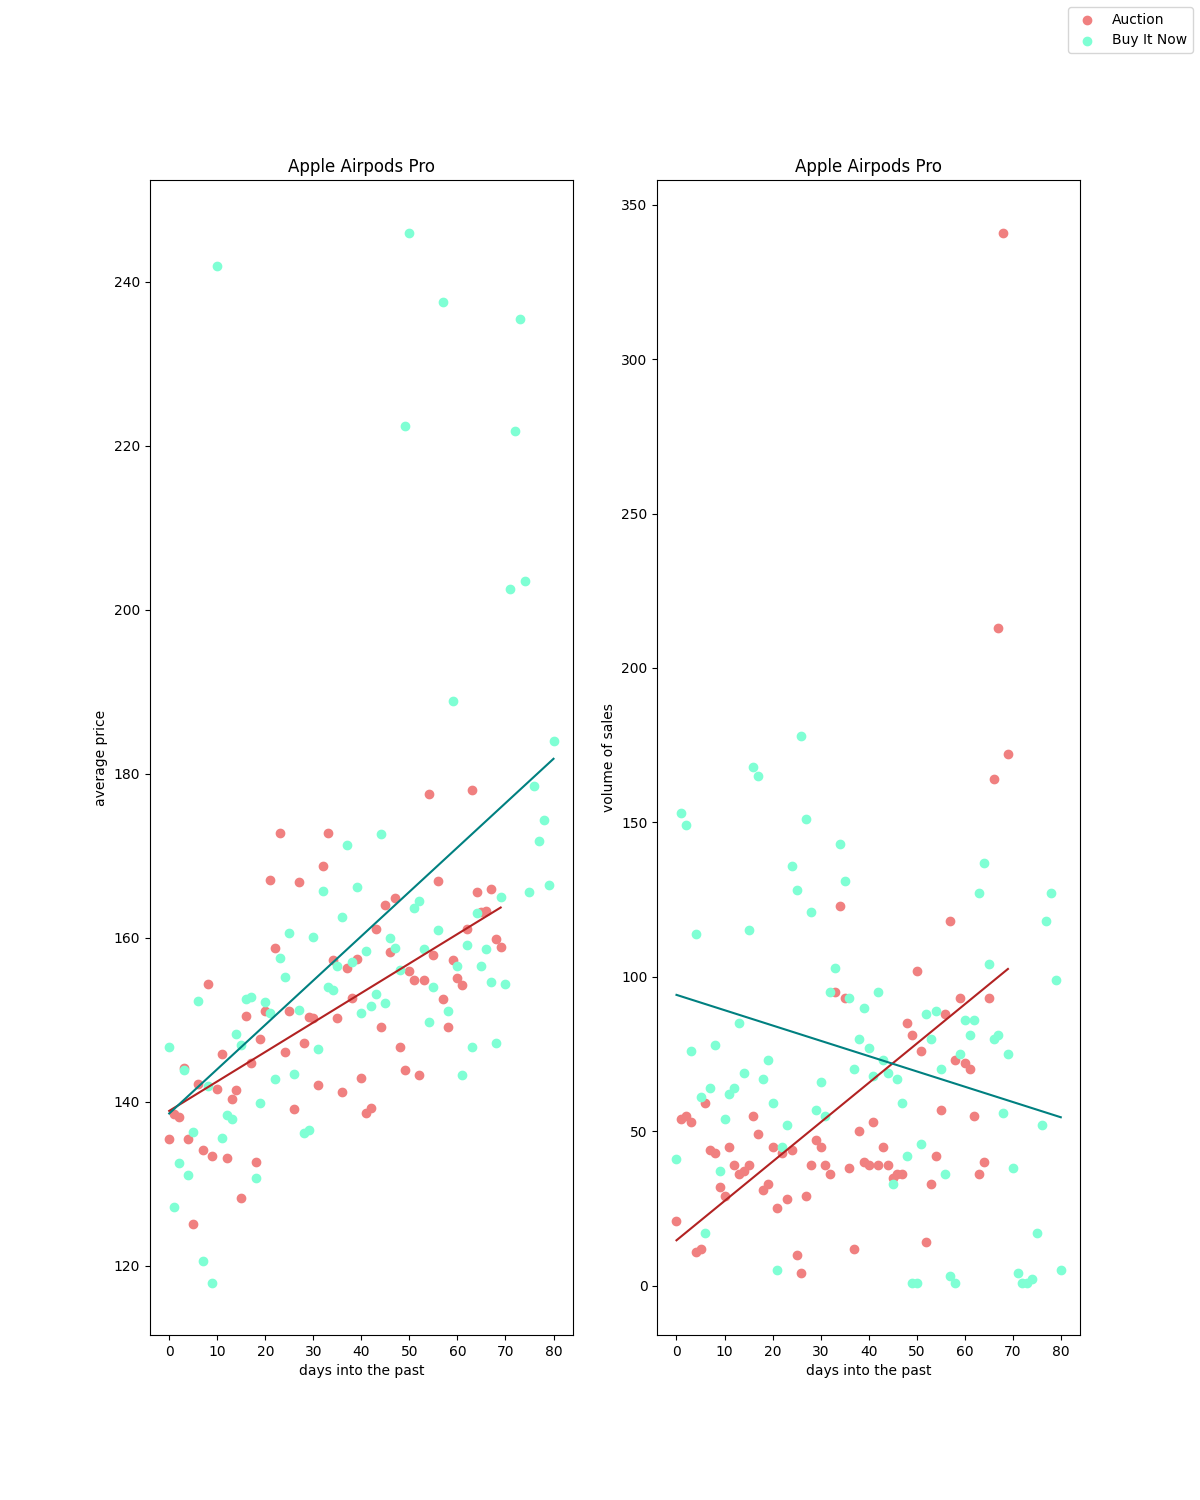 Auction
Buy It Now
Apple Airpods Pro
average price
240
220
200
180
160
140
120
0 10 20 30 40 50 60 70 80
days into the past
Apple Airpods Pro
volume of sales
350
300
250
200
150
100
50
0
0 10 20 30 40 50 60 70 80
days into the past